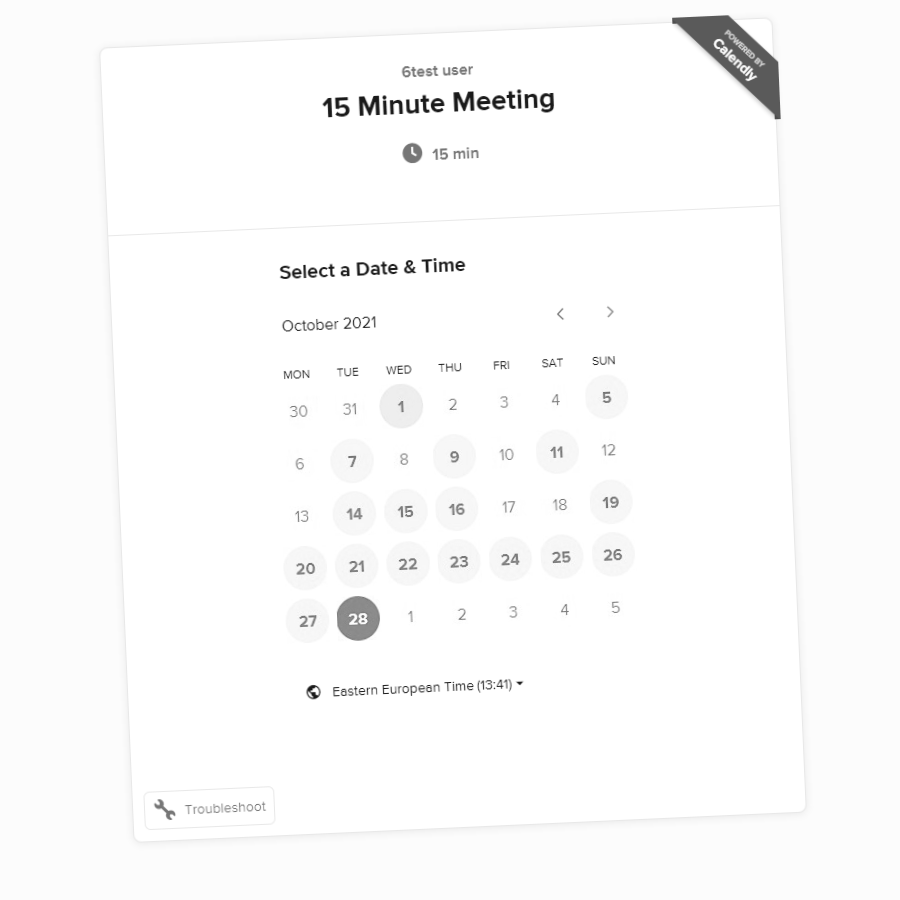 POWERED BY
Calendly
6test user
15 Minute Meeting
15 min
Select a Date & Time
October 2021
MON TUE WED THU FRI SAT SUN
30 31 1 2 3 4 5
6 7 8 9 10 11 12
13 14 15 16 17 18 19
20 21 22 23 24 25 26
27 28 1 2 3 4 5
Eastern European Time (13:41)
Troubleshoot